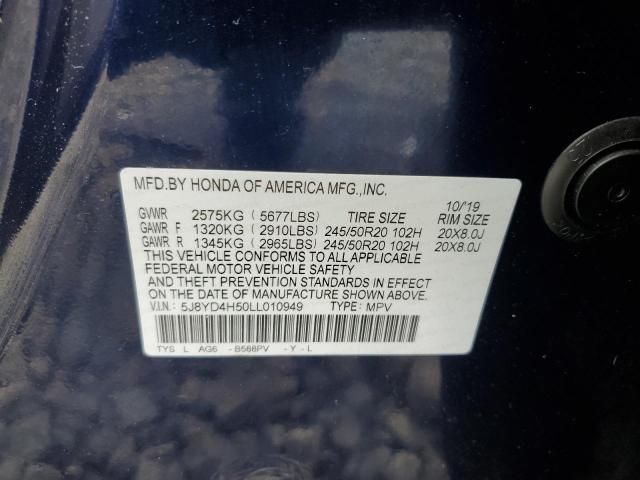 MFD.BY HONDA OF AMERICA MFG.,INC.
10/'19
GVWR 2575KG (5677LBS) TIRE SIZE RIM SIZE
GAWR F 1320KG (2910LBS) 245/50R20 102H 20X8.0J
GAWR R 1345KG (2965LBS) 245/50R20 102H 20X8.0J
THIS VEHICLE CONFORMS TO ALL APPLICABLE
FEDERAL MOTOR VEHICLE SAFETY
AND THEFT PREVENTION STANDARDS IN EFFECT
ON THE DATE OF MANUFACTURE SHOWN ABOVE.
V.I.N: 5J8YD4H50LL010949 TYPE: MPV
TYS L AG6 -B588PV -Y-L